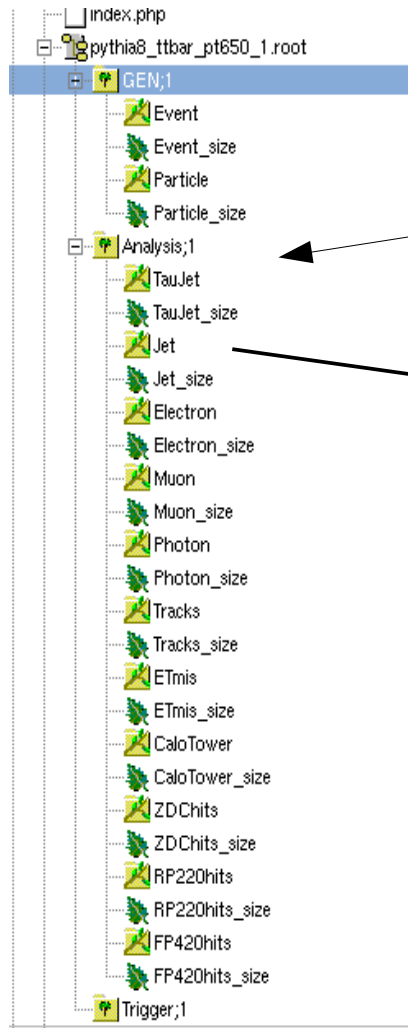 index.php
pythia8_ttbar_pt650_1.root
GEN;1
Event
Event_size
Particle
Particle_size
Analysis;1
TauJet
TauJet_size
Jet
Jet_size
Electron
Electron_size
Muon
Muon_size
Photon
Photon_size
Tracks
Tracks_size
ETmis
ETmis_size
CaloTower
CaloTower_size
ZDChits
ZDChits_size
RP220hits
RP220hits_size
FP420hits
FP420hits_size
Trigger;1